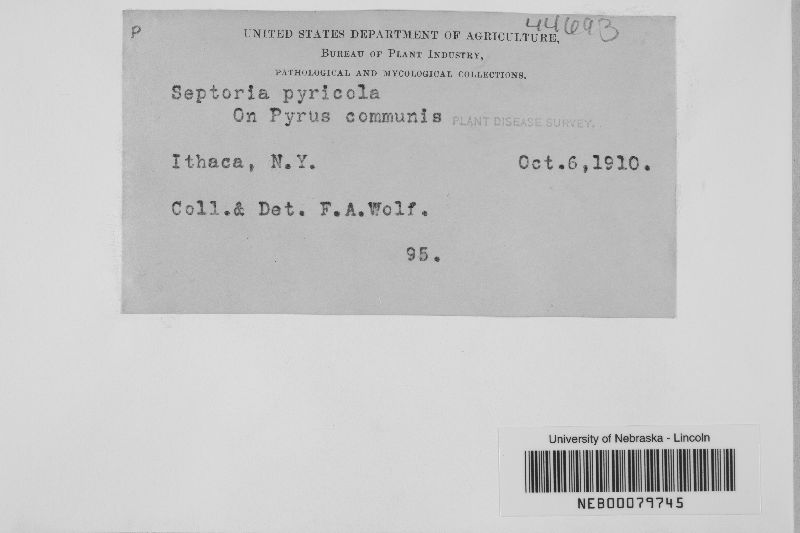 P
44693
UNITED STATES DEPARTMENT OF AGRICULTURE,
BUREAU OF PLANT INDUSTRY,
PATHOLOGICAL AND MYCOLOGICAL COLLECTIONS.
Septoria pyricola
On Pyrus communis PLANT DISEASE SURVEY.
Ithaca, N.Y. Oct.6,1910.
Coll.& Det. F.A.Wolf.
95.
University of Nebraska - Lincoln
NEB00079745